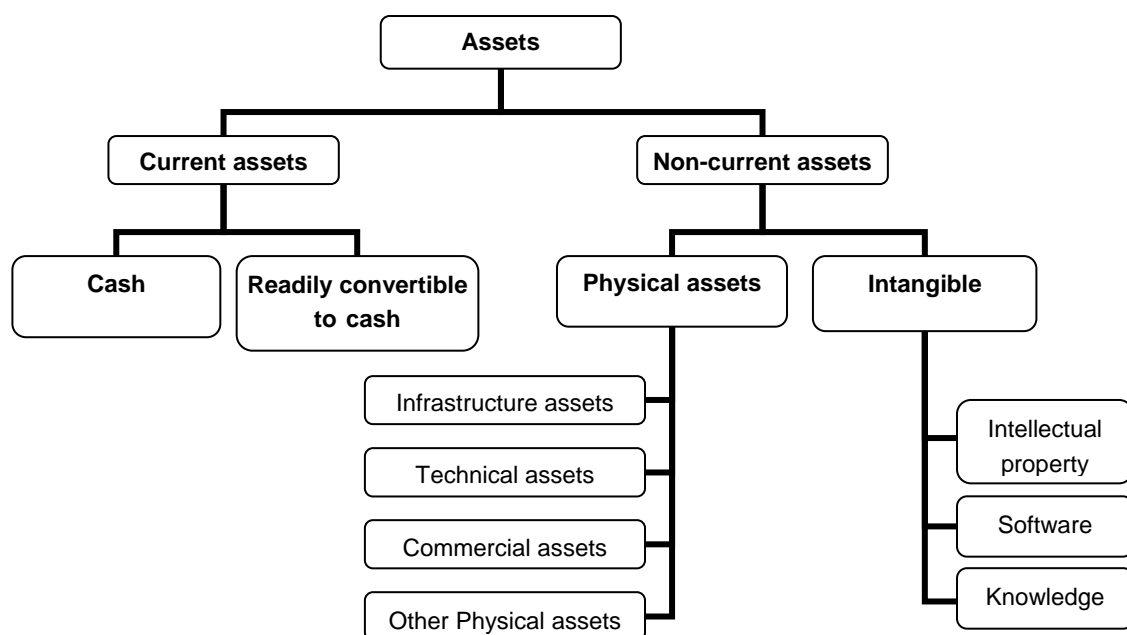 Assets
Current assets
Non-current assets
Cash
Readily convertible
to cash
Physical assets
Intangible
Infrastructure assets
Technical assets
Commercial assets
Other Physical assets
Intellectual
property
Software
Knowledge